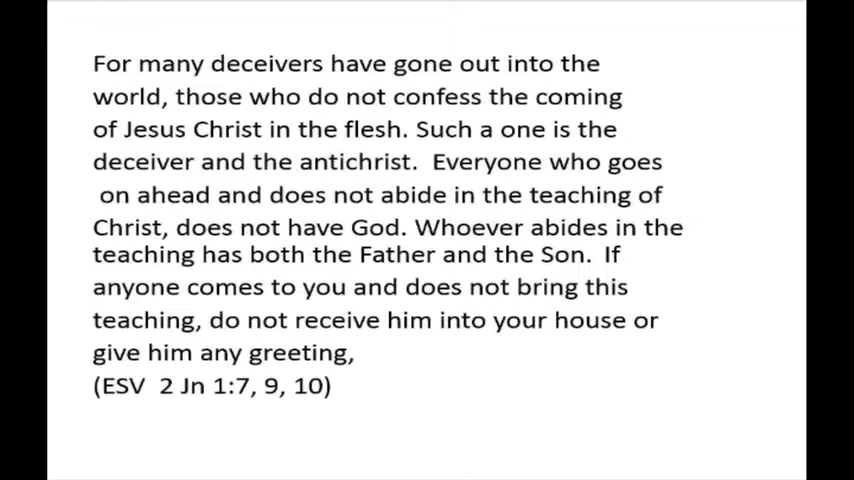 For many deceivers have gone out into the
world, those who do not confess the coming
of Jesus Christ in the flesh. Such a one is the
deceiver and the antichrist.  Everyone who goes
on ahead and does not abide in the teaching of
Christ, does not have God. Whoever abides in the
teaching has both the Father and the Son.  If
anyone comes to you and does not bring this
teaching, do not receive him into your house or
give him any greeting,
(ESV  2 Jn 1:7, 9, 10)